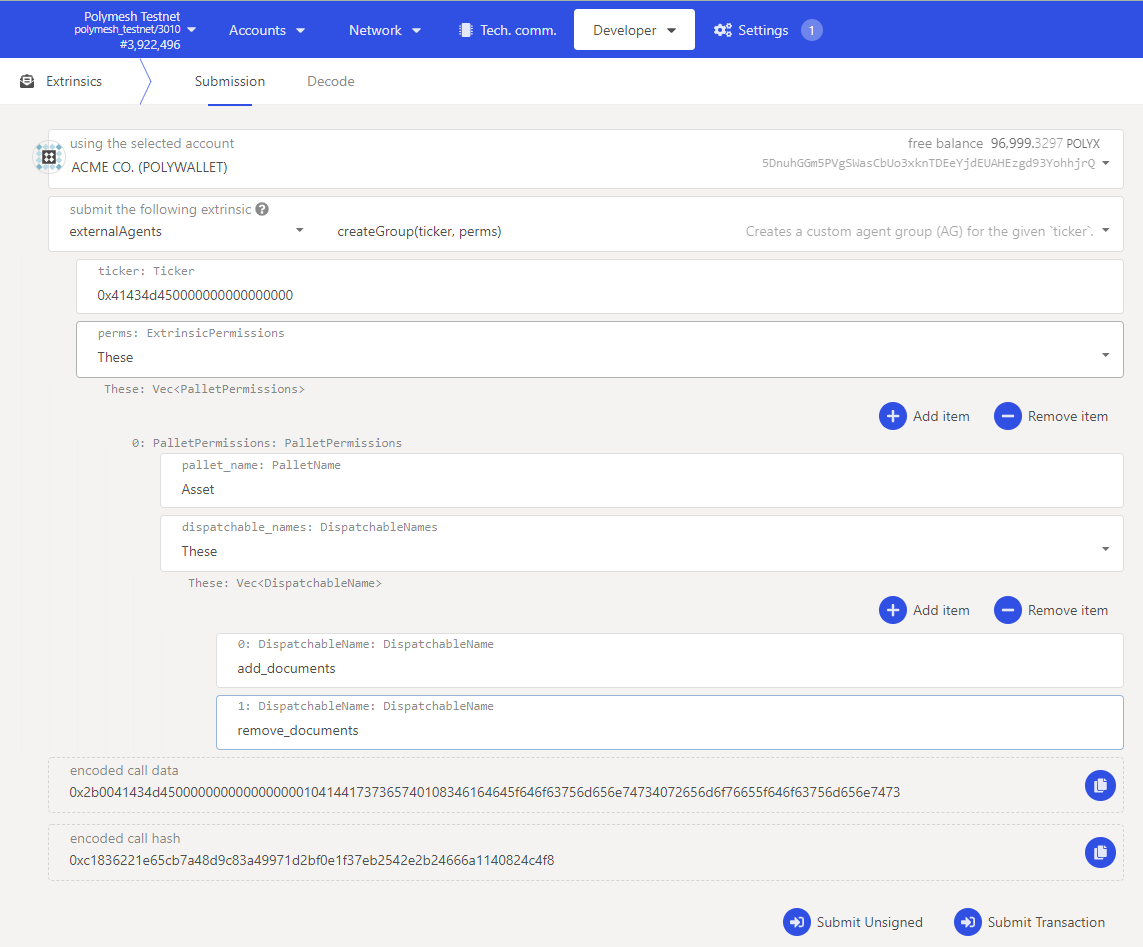 Polymesh Testnet
polymesh_testnet/3010
#3,922,496
Accounts
Network
Tech. comm.
Developer
Settings
1
Extrinsics
Submission
Decode
using the selected account
free balance 96,999.3297 POLYX
ACME CO. (POLYWALLET)
5DnuhGGm5PVgSWasCbUo3xknTDEeYjdEUAHEzgd93YohhjrQ
submit the following extrinsic
externalAgents
createGroup(ticker, perms)
Creates a custom agent group (AG) for the given `ticker`.
ticker: Ticker
0x41434d450000000000000000
perms: ExtrinsicPermissions
These
These: Vec<PalletPermissions>
Add item
Remove item
0: PalletPermissions: PalletPermissions
pallet_name: PalletName
Asset
dispatchable_names: DispatchableNames
These
These: Vec<DispatchableName>
Add item
Remove item
0: DispatchableName: DispatchableName
add_documents
1: DispatchableName: DispatchableName
remove_documents
encoded call data
0x2b0041434d45000000000000000001041441737365740108346164645f646f63756d656e74734072656d6f76655f646f63756d656e7473
encoded call hash
0xc1836221e65cb7a48d9c83a49971d2bf0e1f37eb2542e2b24666a1140824c4f8
Submit Unsigned
Submit Transaction